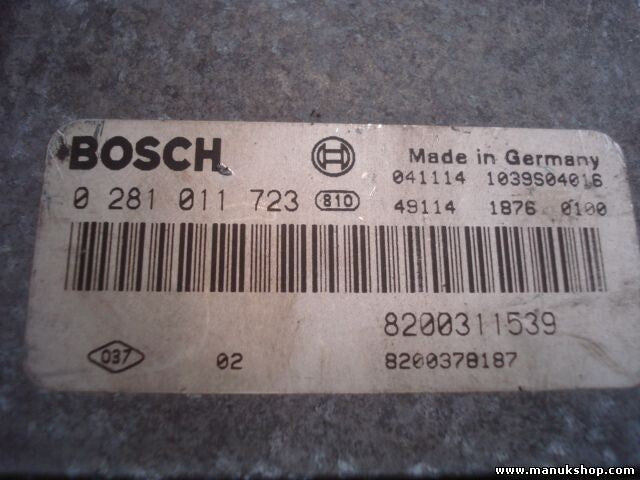 BOSCH
Made in Germany
041114 1039S04016
0 281 011 723 810
49114 1876 0100
8200311539
037 02 8200378187
www.manukshop.com